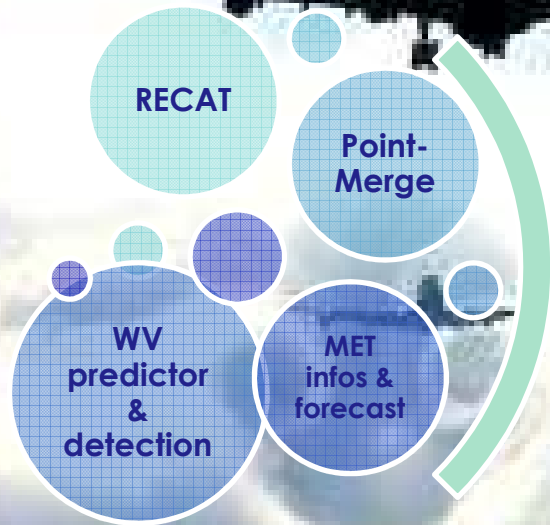 RECAT
Point-
Merge
WV
predictor
&
detection
MET
infos &
forecast